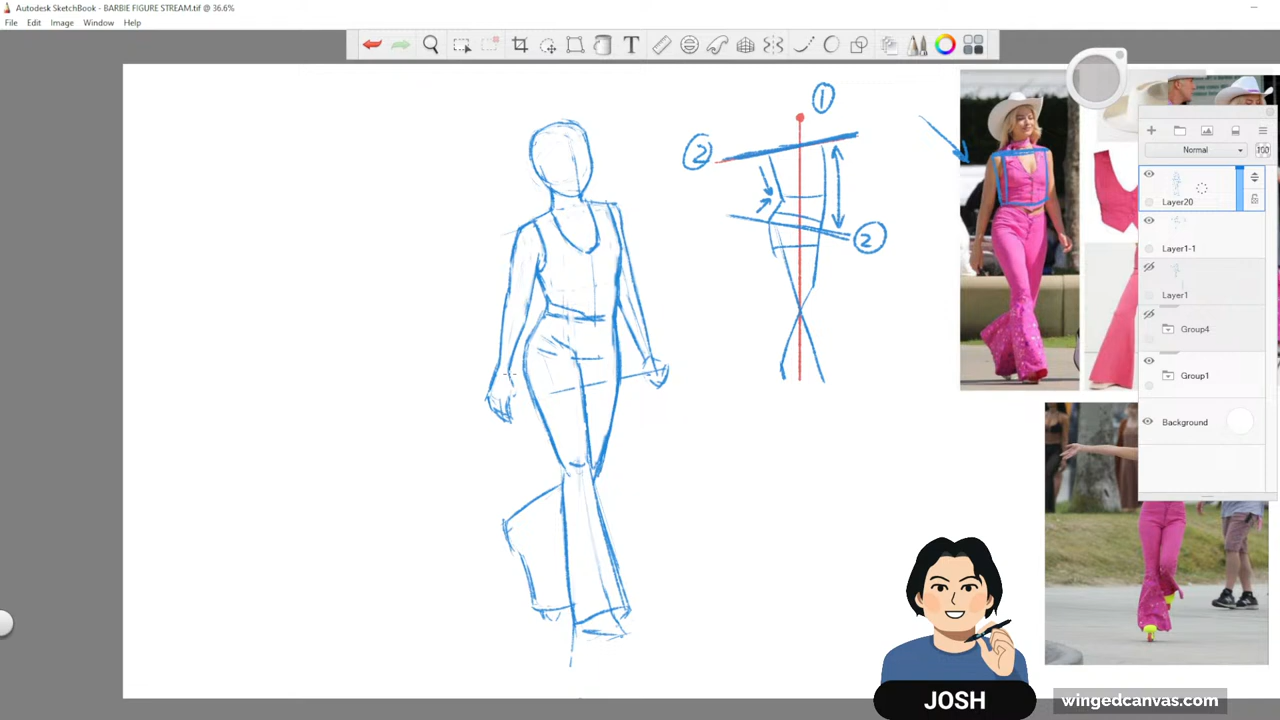 Autodesk SketchBook - BARBIE FIGURE STREAM.tif @ 36.6%
File Edit Image Window Help
T
①
②
②
Normal
100
Layer20
Layer1-1
Layer1
Group4
Group1
Background
JOSH
wingedcanvas.com